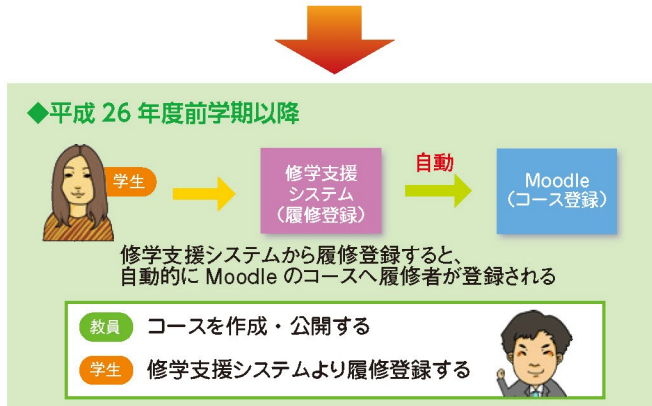 ◆平成 26 年度前学期以降
学生
修学支援
システム
(履修登録)
自動
Moodle
(コース登録)
修学支援システムから履修登録すると、
自動的に Moodle のコースへ履修者が登録される
教員 コースを作成・公開する
学生 修学支援システムより履修登録する